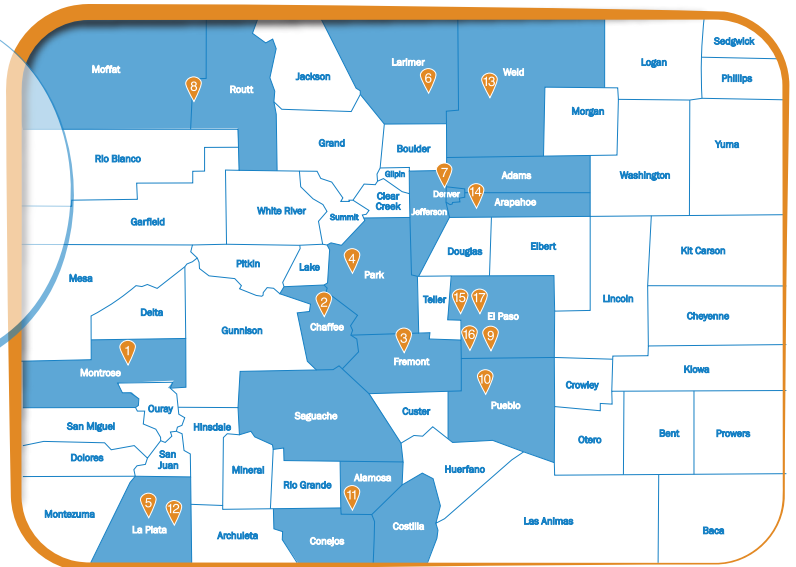 Sedgwick
Logan
Moffat
Larimer
Weld
Phillips
Jackson
6
13
8
Routt
Morgan
Grand
Boulder
Yuma
Rio Blanco
Gilpin
7
Adams
Washington
Denver
14
Clear
Creek
Arapahoe
White River
Summit
Jefferson
Garfield
Elbert
Kit Carson
Douglas
Pitkin
Lake
4
Park
Mesa
Teller
15
17
Lincoln
2
Delta
El Paso
Cheyenne
Chaffee
Gunnison
3
16
9
1
Fremont
Montrose
Kiowa
10
Crowley
Ouray
Pueblo
Custer
Saguache
San Miguel
Hinsdale
Otero
Bent
Prowers
Dolores
San
Juan
Mineral
Huerfano
Rio Grande
Alamosa
11
5
12
Montezuma
La Plata
Costilla
Las Animas
Archuleta
Conejos
Baca